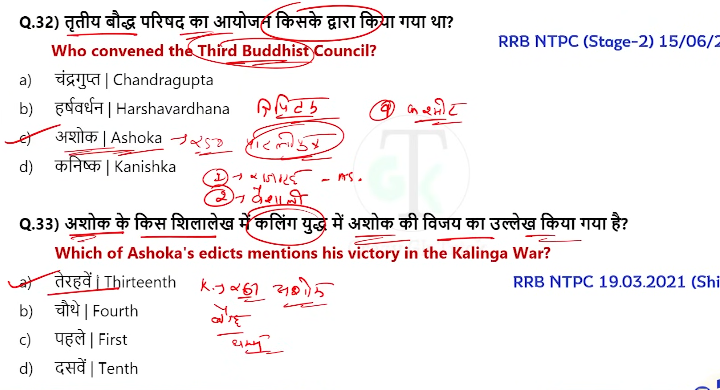 Q.32) तृतीय बौद्ध परिषद का आयोजन किसके द्वारा किया गया था?
Who convened the Third Buddhist Council?
RRB NTPC (Stage-2) 15/06/2
a) चंद्रगुप्त | Chandragupta
b) हर्षवर्धन | Harshavardhana
c) अशोक | Ashoka
d) कनिष्क | Kanishka
Q.33) अशोक के किस शिलालेख में कलिंग युद्ध में अशोक की विजय का उल्लेख किया गया है?
Which of Ashoka's edicts mentions his victory in the Kalinga War?
a) तेरहवें | Thirteenth
RRB NTPC 19.03.2021 (Shi
b) चौथे | Fourth
c) पहले | First
d) दसवें | Tenth